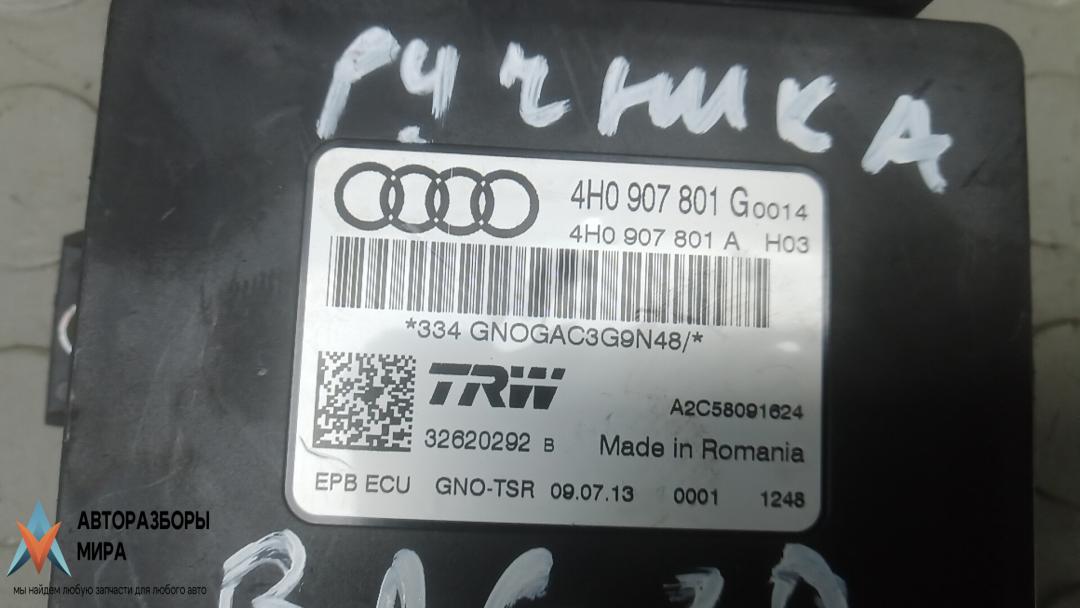 ручника
4H0 907 801 G 0014
4H0 907 801 A H03
*334 GNOGAC3G9N48/*
TRW
A2C58091624
32620292 B Made in Romania
EPB ECU GNO-TSR 09.07.13 0001 1248
АВТОРАЗБОРЫ
МИРА
мы найдем любую запчасти для любого авто